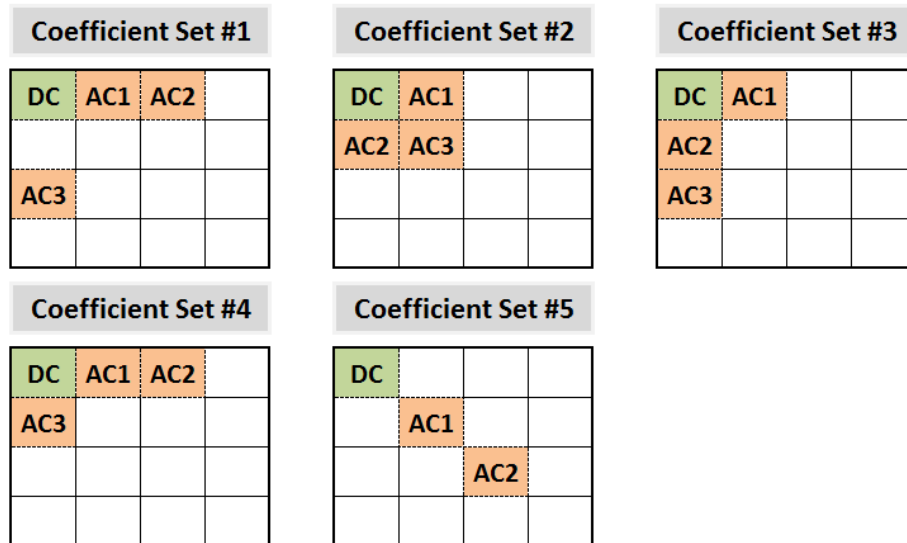 Coefficient Set #1 Coefficient Set #2 Coefficient Set #3
DC AC1 AC2 DC AC1 DC AC1
AC2 AC3 AC2
AC3 AC3
Coefficient Set #4 Coefficient Set #5
DC AC1 AC2 DC
AC3 AC1
AC2